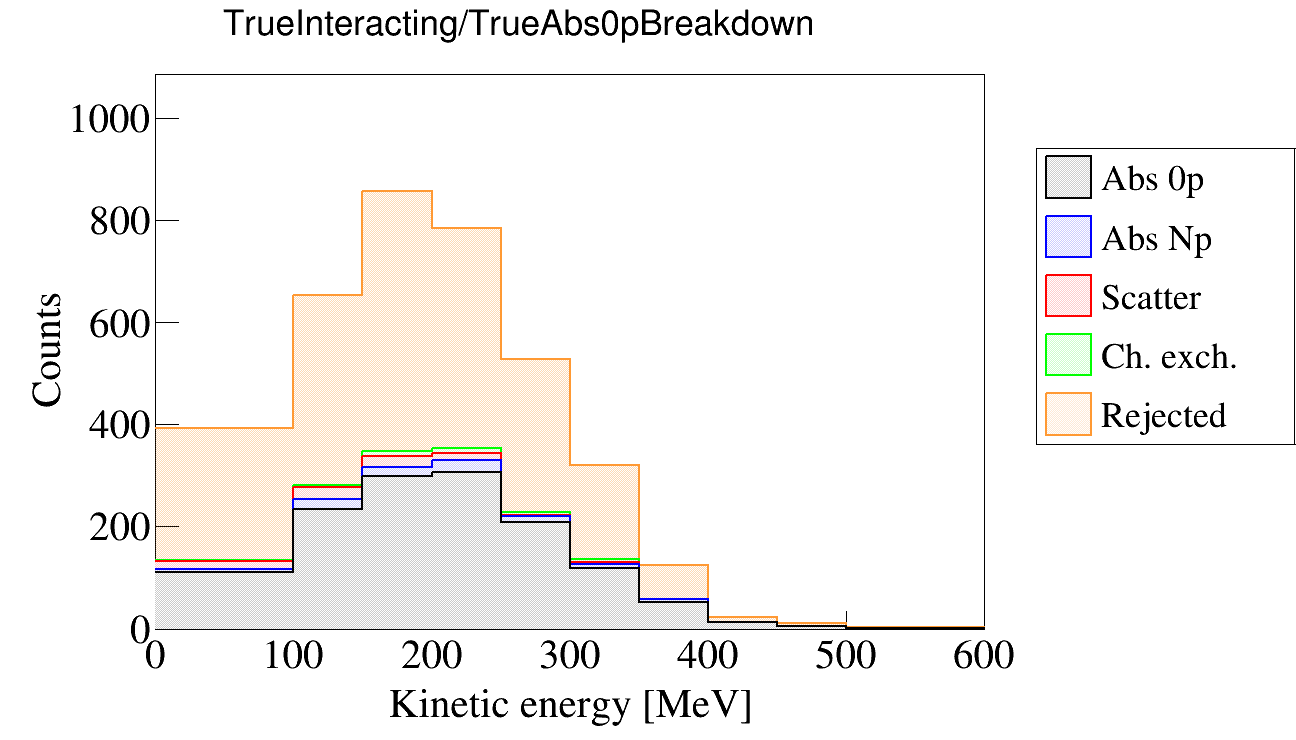 TrueInteracting/TrueAbs0pBreakdown
1000
800
600
400
200
0
Counts
0 100 200 300 400 500 600
Kinetic energy [MeV]
Abs 0p
Abs Np
Scatter
Ch. exch.
Rejected